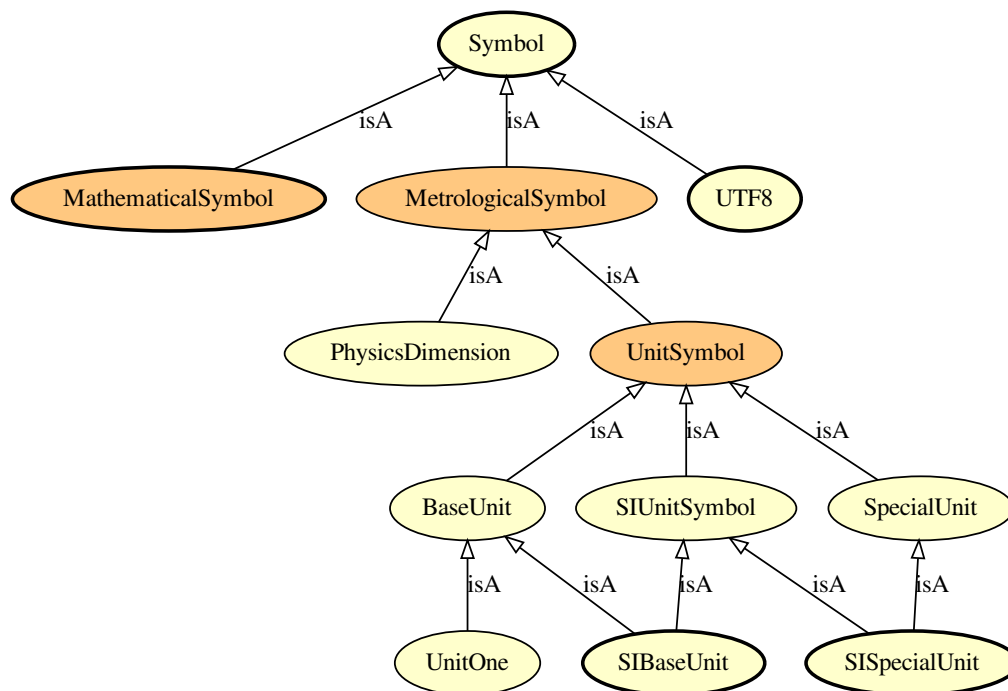 Symbol
isA isA isA
MathematicalSymbol MetrologicalSymbol UTF8
isA isA
PhysicsDimension UnitSymbol
isA isA isA
BaseUnit SIUnitSymbol SpecialUnit
isA isA isA isA isA
UnitOne SIBaseUnit SISpecialUnit